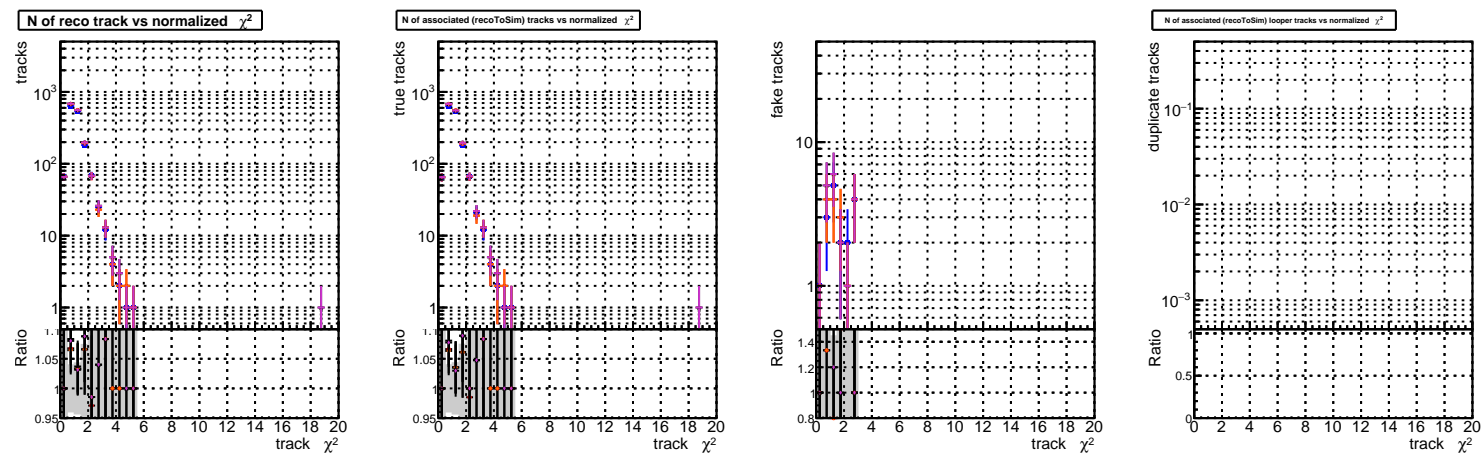 N of reco track vs normalized χ²
tracks
10³
10²
10
1
Ratio
1.1
1.05
1
0.95
0 2 4 6 8 10 12 14 16 18 20
track χ²
N of associated (recoToSim) tracks vs normalized χ²
true tracks
10³
10²
10
1
Ratio
1.1
1.05
1
0.95
0 2 4 6 8 10 12 14 16 18 20
track χ²
fake tracks
10
1
Ratio
1.4
1.2
1
0.8
0 2 4 6 8 10 12 14 16 18 20
track χ²
N of associated (recoToSim) looper tracks vs normalized χ²
duplicate tracks
10⁻¹
10⁻²
10⁻³
Ratio
1
0.5
0
0 2 4 6 8 10 12 14 16 18 20
track χ²